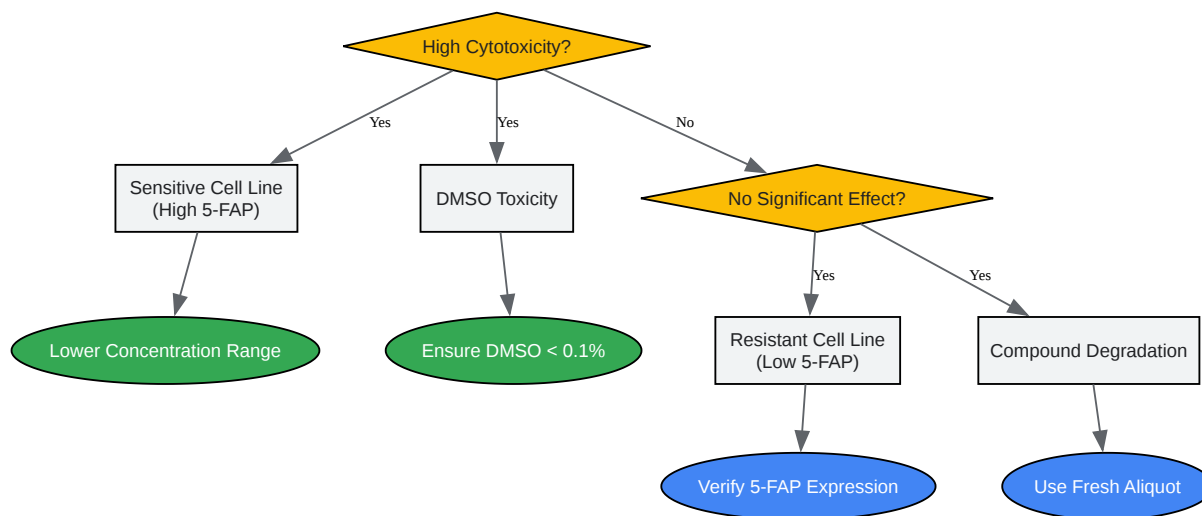 High Cytotoxicity?
Yes
Yes
No
Sensitive Cell Line
(High 5-FAP)
DMSO Toxicity
No Significant Effect?
Yes
Yes
Lower Concentration Range
Ensure DMSO < 0.1%
Resistant Cell Line
(Low 5-FAP)
Compound Degradation
Verify 5-FAP Expression
Use Fresh Aliquot